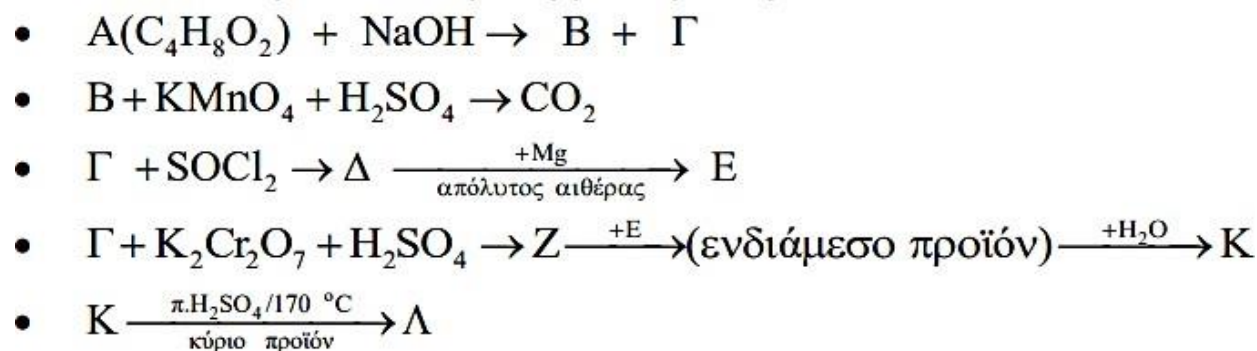 • A(C₄H₈O₂) + NaOH → B + Γ
• B + KMnO₄ + H₂SO₄ → CO₂
• Γ + SOCl₂ → Δ +Mg απόλυτος αιθέρας → E
• Γ + K₂Cr₂O₇ + H₂SO₄ → Z +E → (ενδιάμεσο προϊόν) +H₂O → K
• K π.H₂SO₄/170 °C κύριο προϊόν → Λ